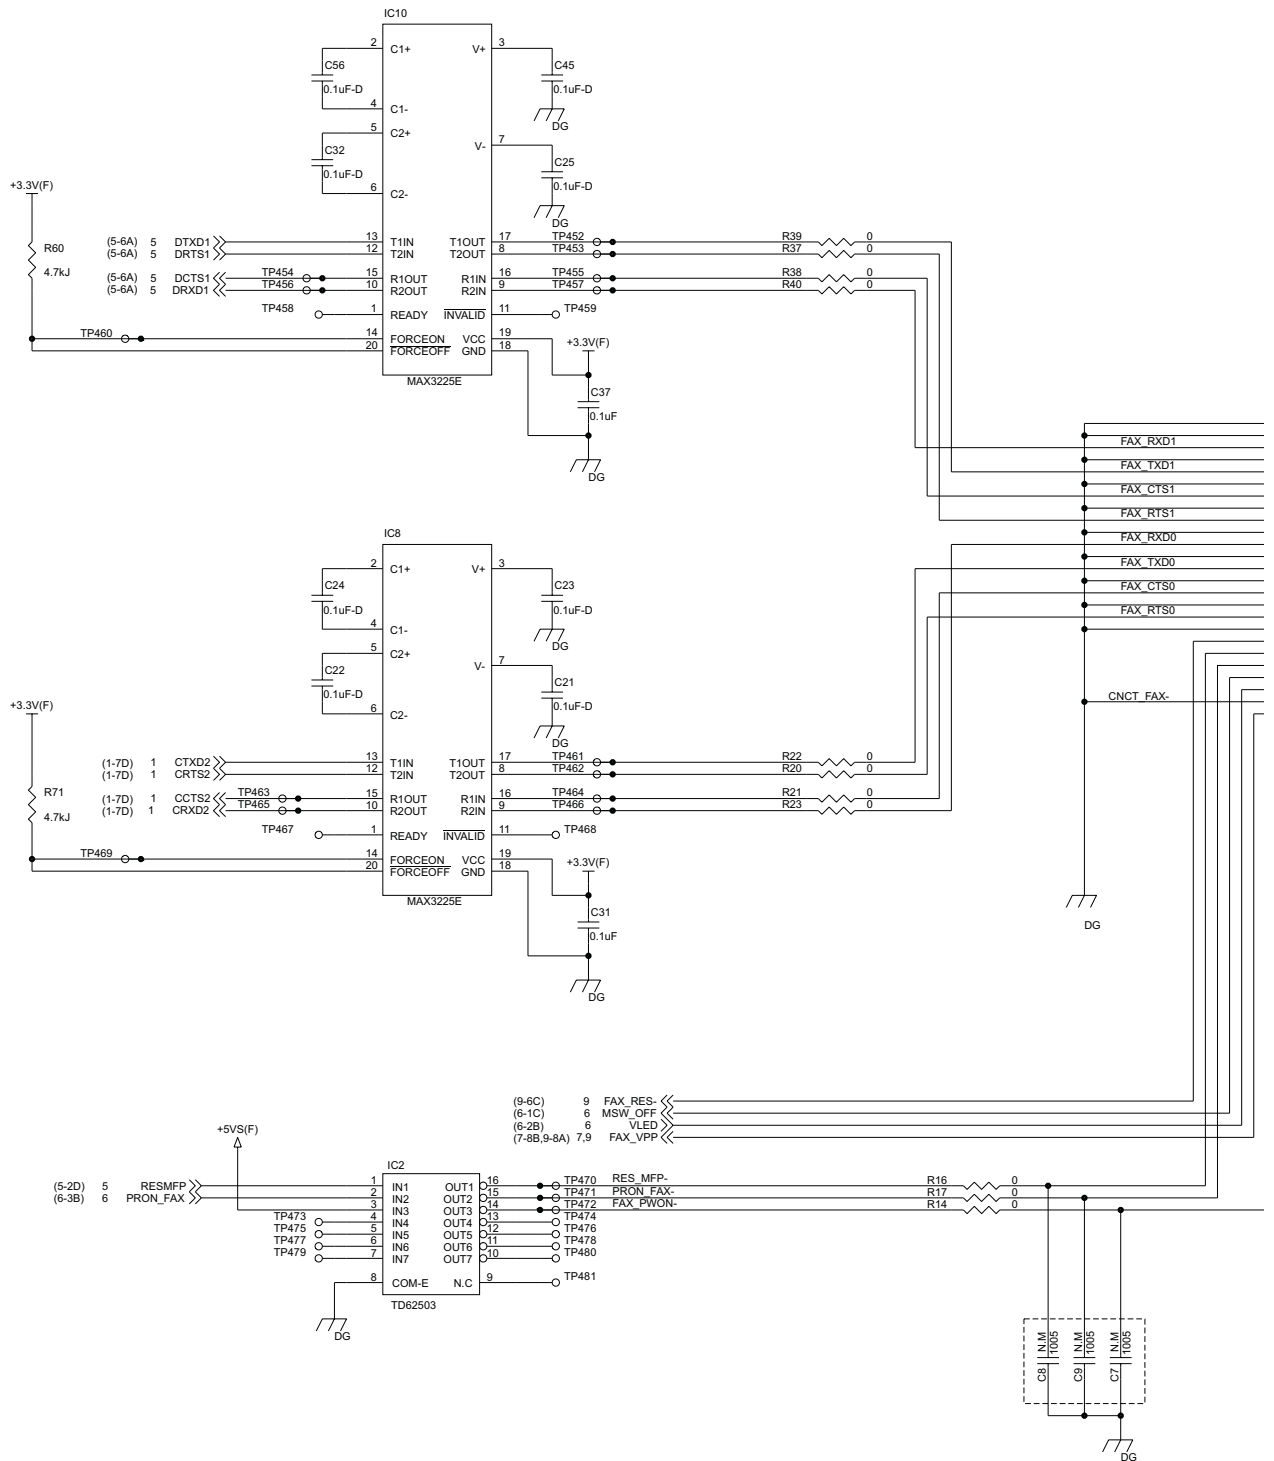 IC10
2 C1+ V+ 3
C56
0.1uF-D
C45
0.1uF-D
4 C1-
DG
5 C2+
7 V-
C32
0.1uF-D
C25
0.1uF-D
6 C2-
DG
+3.3V(F)
R60
4.7kJ
(5-6A) 5 DTXD1 13 T1IN T1OUT 17 TP452 R39 0
(5-6A) 5 DRTS1 12 T2IN T2OUT 8 TP453 R37 0
(5-6A) 5 DCTS1 TP454 15 R1OUT R1IN 16 TP455 R38 0
(5-6A) 5 DRXD1 TP456 10 R2OUT R2IN 9 TP457 R40 0
TP458 1 READY INVALID 11 TP459
TP460 14 FORCEON VCC 19 +3.3V(F)
20 FORCEOFF GND 18
MAX3225E
C37
0.1uF
DG
FAX_RXD1
FAX_TXD1
FAX_CTS1
FAX_RTS1
FAX_RXD0
FAX_TXD0
FAX_CTS0
FAX_RTS0
CNCT_FAX-
DG
IC8
2 C1+ V+ 3
C24
0.1uF-D
C23
0.1uF-D
4 C1-
DG
5 C2+
7 V-
C22
0.1uF-D
C21
0.1uF-D
6 C2-
DG
+3.3V(F)
R71
4.7kJ
(1-7D) 1 CTXD2 13 T1IN T1OUT 17 TP461 R22 0
(1-7D) 1 CRTS2 12 T2IN T2OUT 8 TP462 R20 0
(1-7D) 1 CCTS2 TP463 15 R1OUT R1IN 16 TP464 R21 0
(1-7D) 1 CRXD2 TP465 10 R2OUT R2IN 9 TP466 R23 0
TP467 1 READY INVALID 11 TP468
TP469 14 FORCEON VCC 19 +3.3V(F)
20 FORCEOFF GND 18
MAX3225E
C31
0.1uF
DG
(9-6C) 9 FAX_RES-
(6-1C) 6 MSW_OFF
(6-2B) 6 VLED
(7-8B,9-8A) 7,9 FAX_VPP
+5VS(F)
IC2
(5-2D) 5 RESMFP 1 IN1 OUT1 16 TP470 RES_MFP- R16 0
(6-3B) 6 PRON_FAX 2 IN2 OUT2 15 TP471 PRON_FAX- R17 0
3 IN3 OUT3 14 TP472 FAX_PWON- R14 0
TP473 4 IN4 OUT4 13 TP474
TP475 5 IN5 OUT5 12 TP476
TP477 6 IN6 OUT6 11 TP478
TP479 7 IN7 OUT7 10 TP480
8 COM-E N.C 9 TP481
TD62503
DG
C8 N.M 1005
C9 N.M 1005
C7 N.M 1005
DG